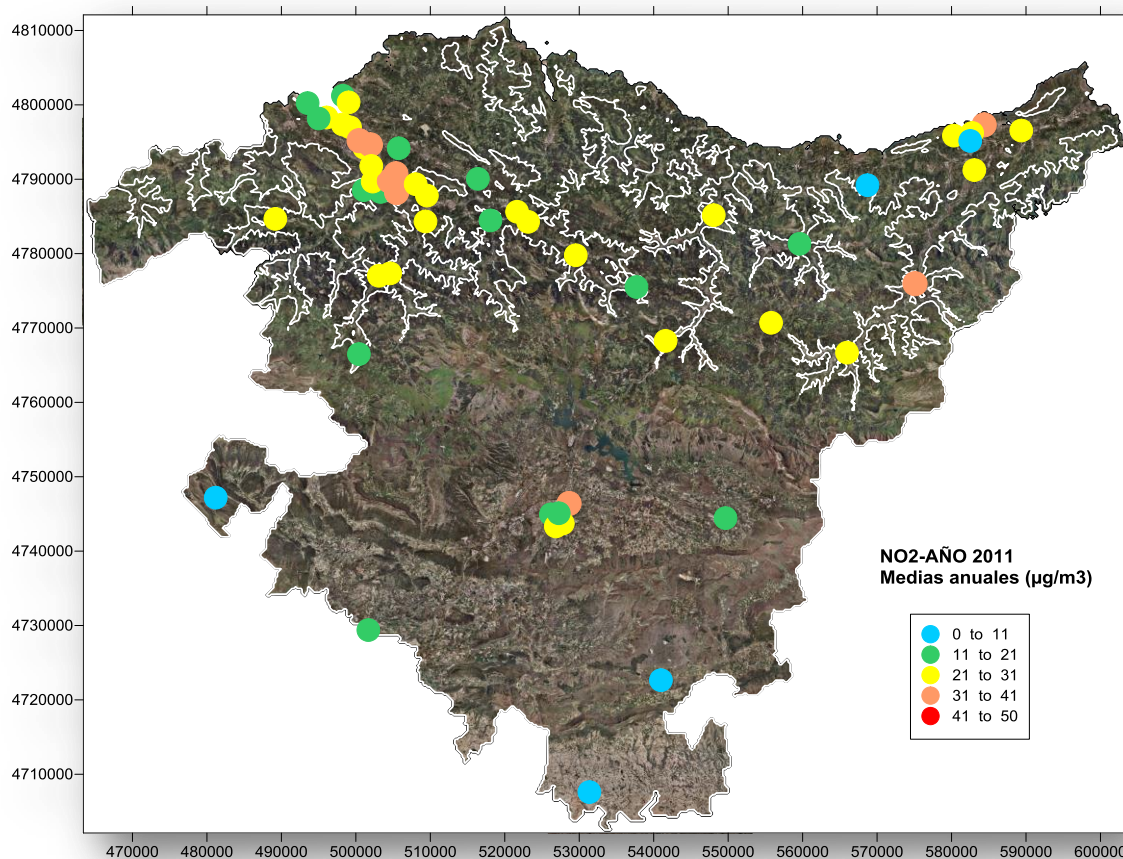 4810000
4800000
4790000
4780000
4770000
4760000
4750000
4740000
4730000
4720000
4710000
NO2-AÑO 2011
Medias anuales (µg/m3)
0 to 11
11 to 21
21 to 31
31 to 41
41 to 50
470000 480000 490000 500000 510000 520000 530000 540000 550000 560000 570000 580000 590000 600000